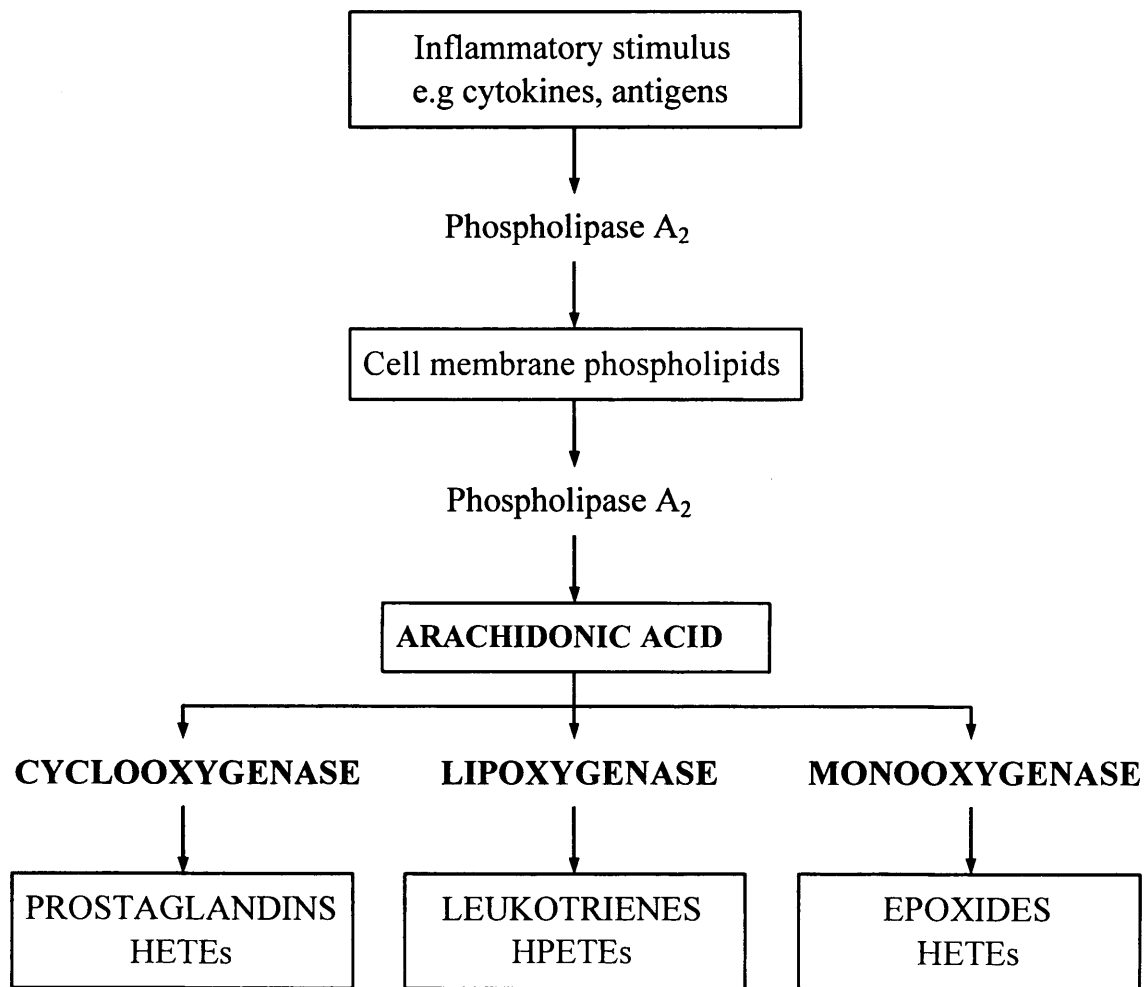 Inflammatory stimulus
e.g cytokines, antigens
Phospholipase A₂
Cell membrane phospholipids
Phospholipase A₂
ARACHIDONIC ACID
CYCLOOXYGENASE LIPOXYGENASE MONOOXYGENASE
PROSTAGLANDINS LEUKOTRIENES EPOXIDES
HETEs HPETEs HETEs